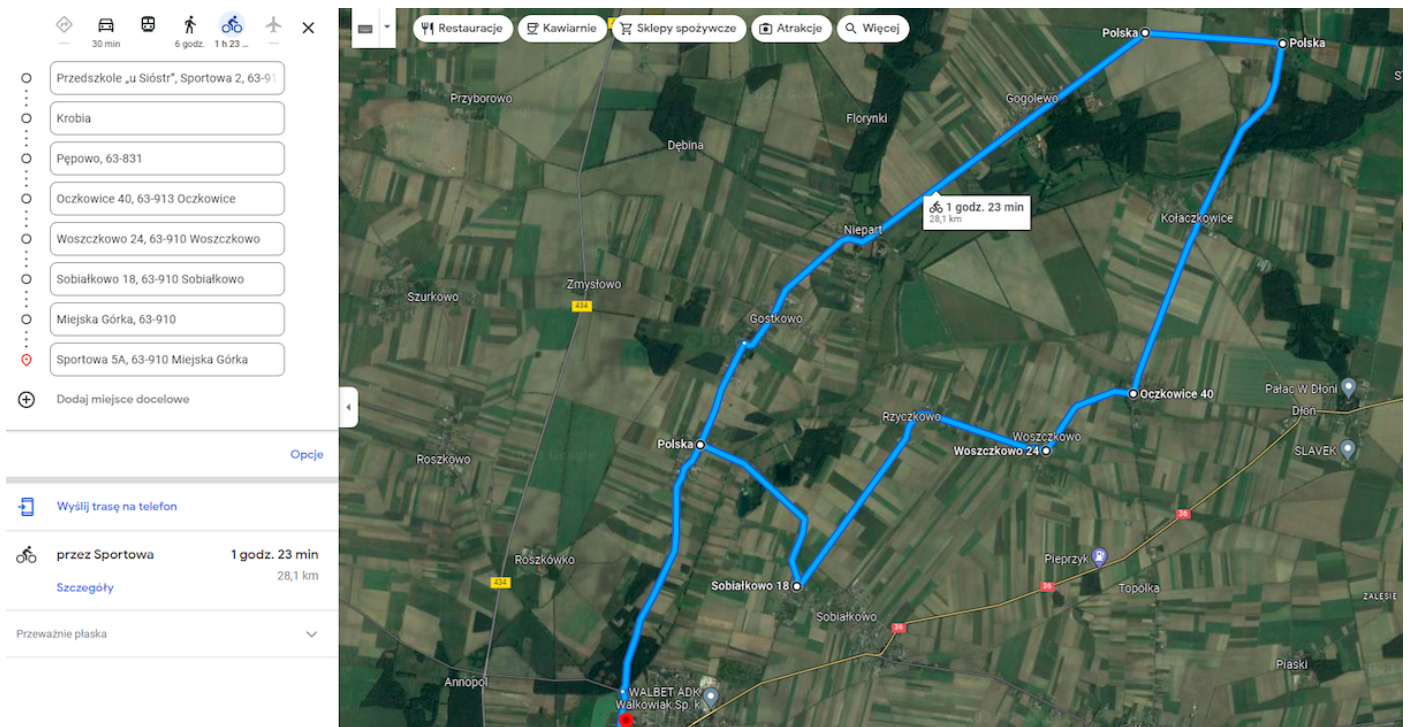 30 min
6 godz.
1 h 23 ...
Przedszkole „u Sióstr", Sportowa 2, 63-91
Krobia
Pępowo, 63-831
Oczkowice 40, 63-913 Oczkowice
Woszczkowo 24, 63-910 Woszczkowo
Sobiałkowo 18, 63-910 Sobiałkowo
Miejska Górka, 63-910
Sportowa 5A, 63-910 Miejska Górka
Dodaj miejsce docelowe
Opcje
Wyślij trasę na telefon
przez Sportowa
1 godz. 23 min
28,1 km
Szczegóły
Przeważnie płaska
Restauracje
Kawiarnie
Sklepy spożywcze
Atrakcje
Więcej
Polska
Polska
Przyborowo
Gogolewo
Florynki
Dębina
1 godz. 23 min
28,1 km
Kołaczkowice
Niepart
Zmysłowo
Szurkowo
434
Gostkowo
Pałac W Dłoni
Oczkowice 40
Dłoń
Rzyczkowo
Woszczkowo
Polska
Woszczkowo 24
SLAVEK
Roszkowo
36
Roszkówko
Pieprzyk
434
Sobiałkowo 18
36
Topólka
ZALESIE
Sobiałkowo
36
Piaski
Annopol
WALBET ADK
Walkowiak Sp. k